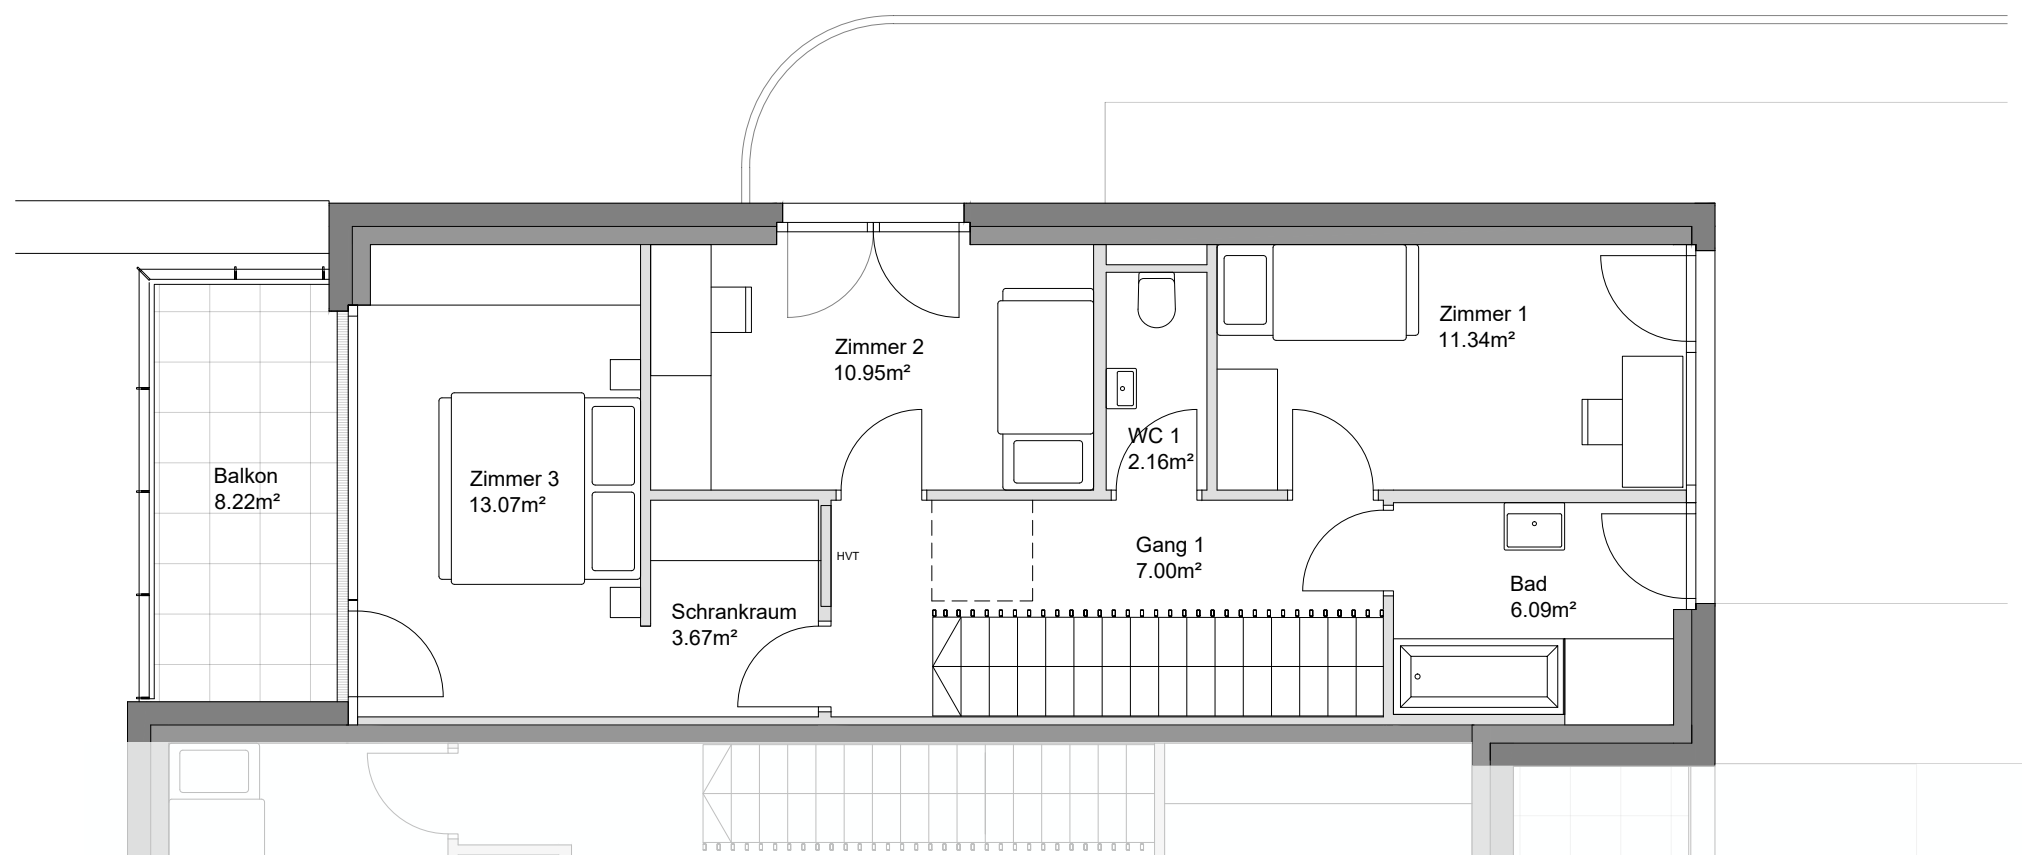 Zimmer 1
11.34m²
Zimmer 2
10.95m²
WC 1
2.16m²
Balkon
8.22m²
Zimmer 3
13.07m²
HVT
Gang 1
7.00m²
Schrankraum
3.67m²
Bad
6.09m²